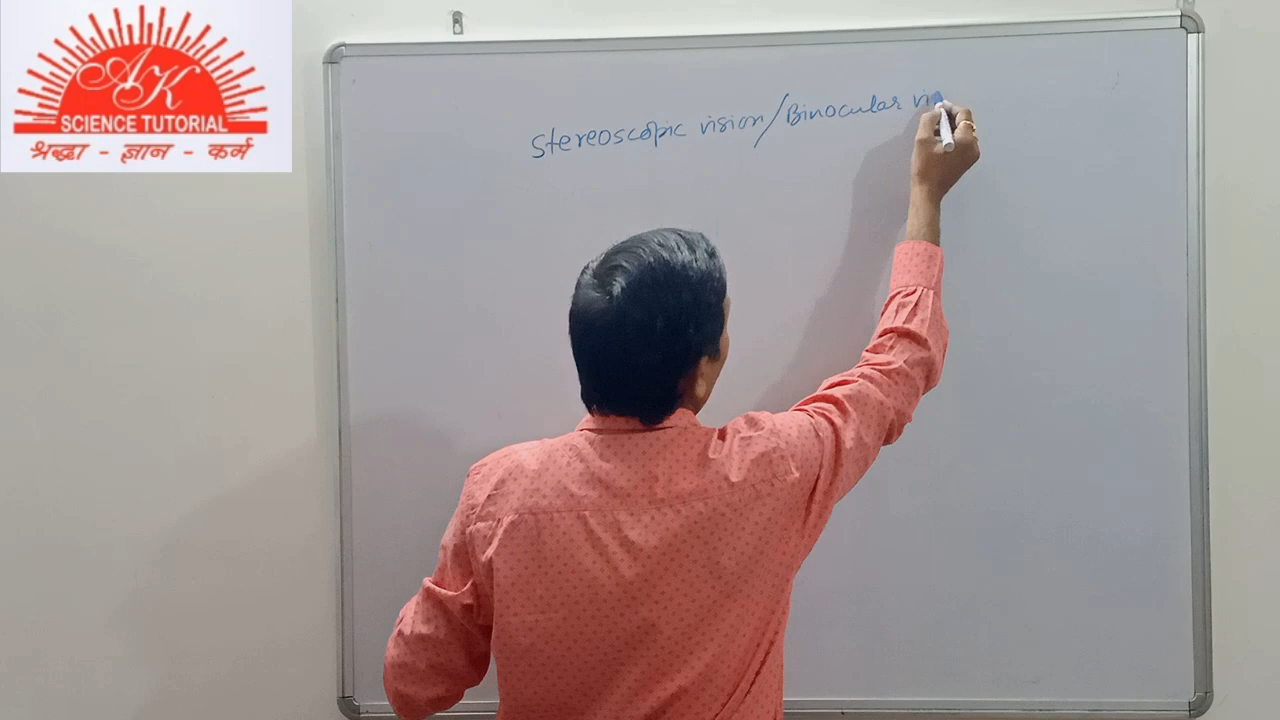 AK
SCIENCE TUTORIAL
श्रद्धा - ज्ञान - कर्म
Stereoscopic vision/Binocular vi